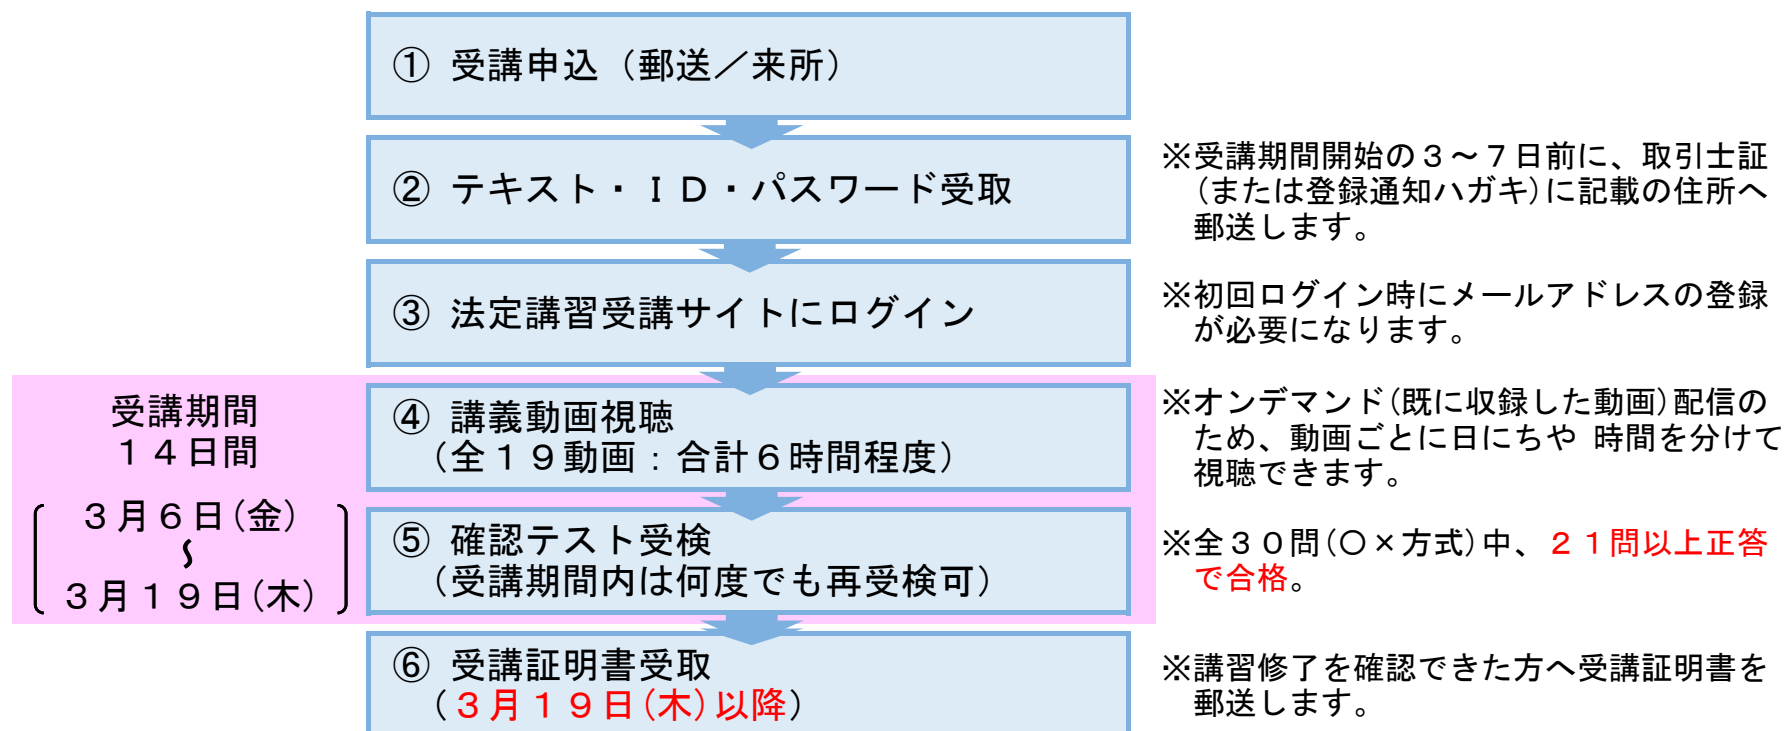 ① 受講申込（郵送／来所）
② テキスト・ＩＤ・パスワード受取
※受講期間開始の３～７日前に、取引士証
(または登録通知ハガキ)に記載の住所へ
郵送します。
③ 法定講習受講サイトにログイン
※初回ログイン時にメールアドレスの登録
が必要になります。
受講期間
１４日間
３月６日(金)
～
３月１９日(木)
④ 講義動画視聴
（全１９動画：合計６時間程度）
※オンデマンド(既に収録した動画)配信の
ため、動画ごとに日にちや 時間を分けて
視聴できます。
⑤ 確認テスト受検
（受講期間内は何度でも再受検可）
※全３０問(〇×方式)中、２１問以上正答
で合格。
⑥ 受講証明書受取
（３月１９日(木)以降）
※講習修了を確認できた方へ受講証明書を
郵送します。